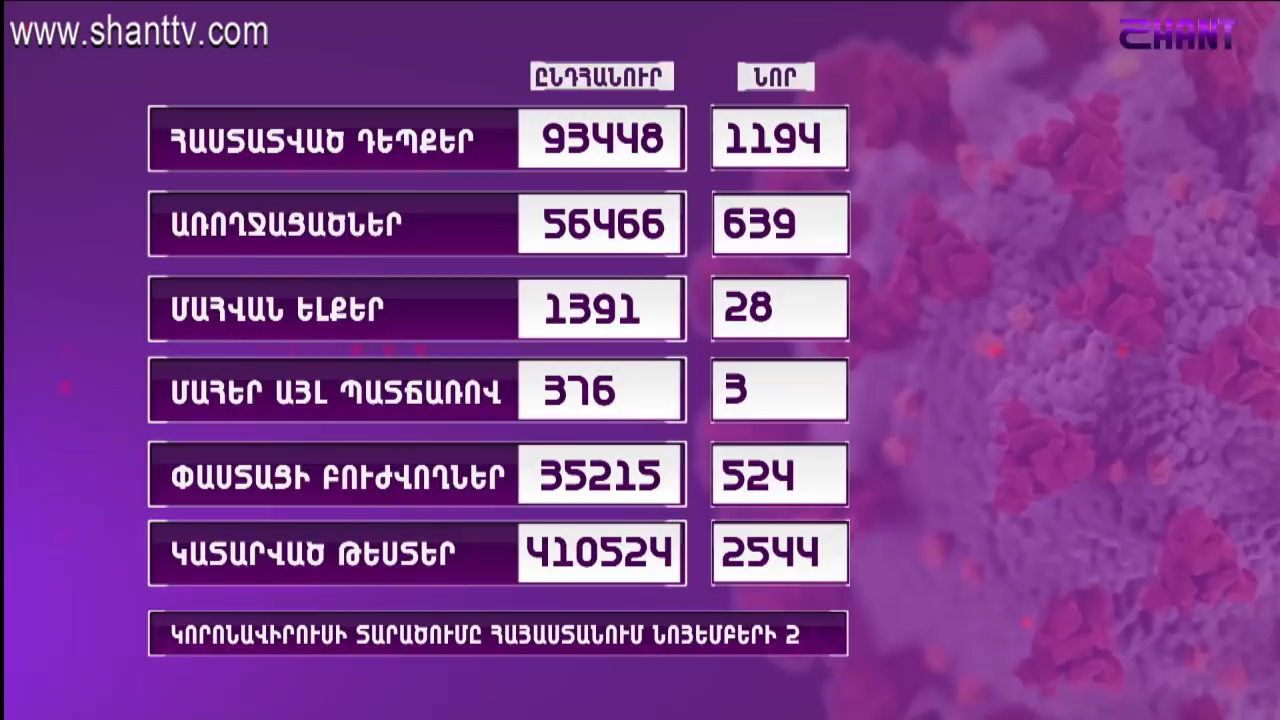 www.shanttv.com
SHANT
ԸՆԴՀԱՆՈՒՐ ՆՈՐ
ՀԱՍՏԱՏՎԱԾ ԴԵՊՔԵՐ 93448 1194
ԱՌՈՂՋԱՑԱԾՆԵՐ 56466 639
ՄԱՀՎԱՆ ԵԼՔԵՐ 1391 28
ՄԱՀԵՐ ԱՅԼ ՊԱՏՃԱՌՈՎ 376 3
ՓԱՍՏԱՑԻ ԲՈՒԺՎՈՂՆԵՐ 35215 524
ԿԱՏԱՐՎԱԾ ԹԵՍՏԵՐ 410524 2544
ԿՈՐՈՆԱՎԻՐՈՒՍԻ ՏԱՐԱԾՈՒՄԸ ՀԱՅԱՍՏԱՆՈՒՄ ՆՈՅԵՄԲԵՐԻ 2